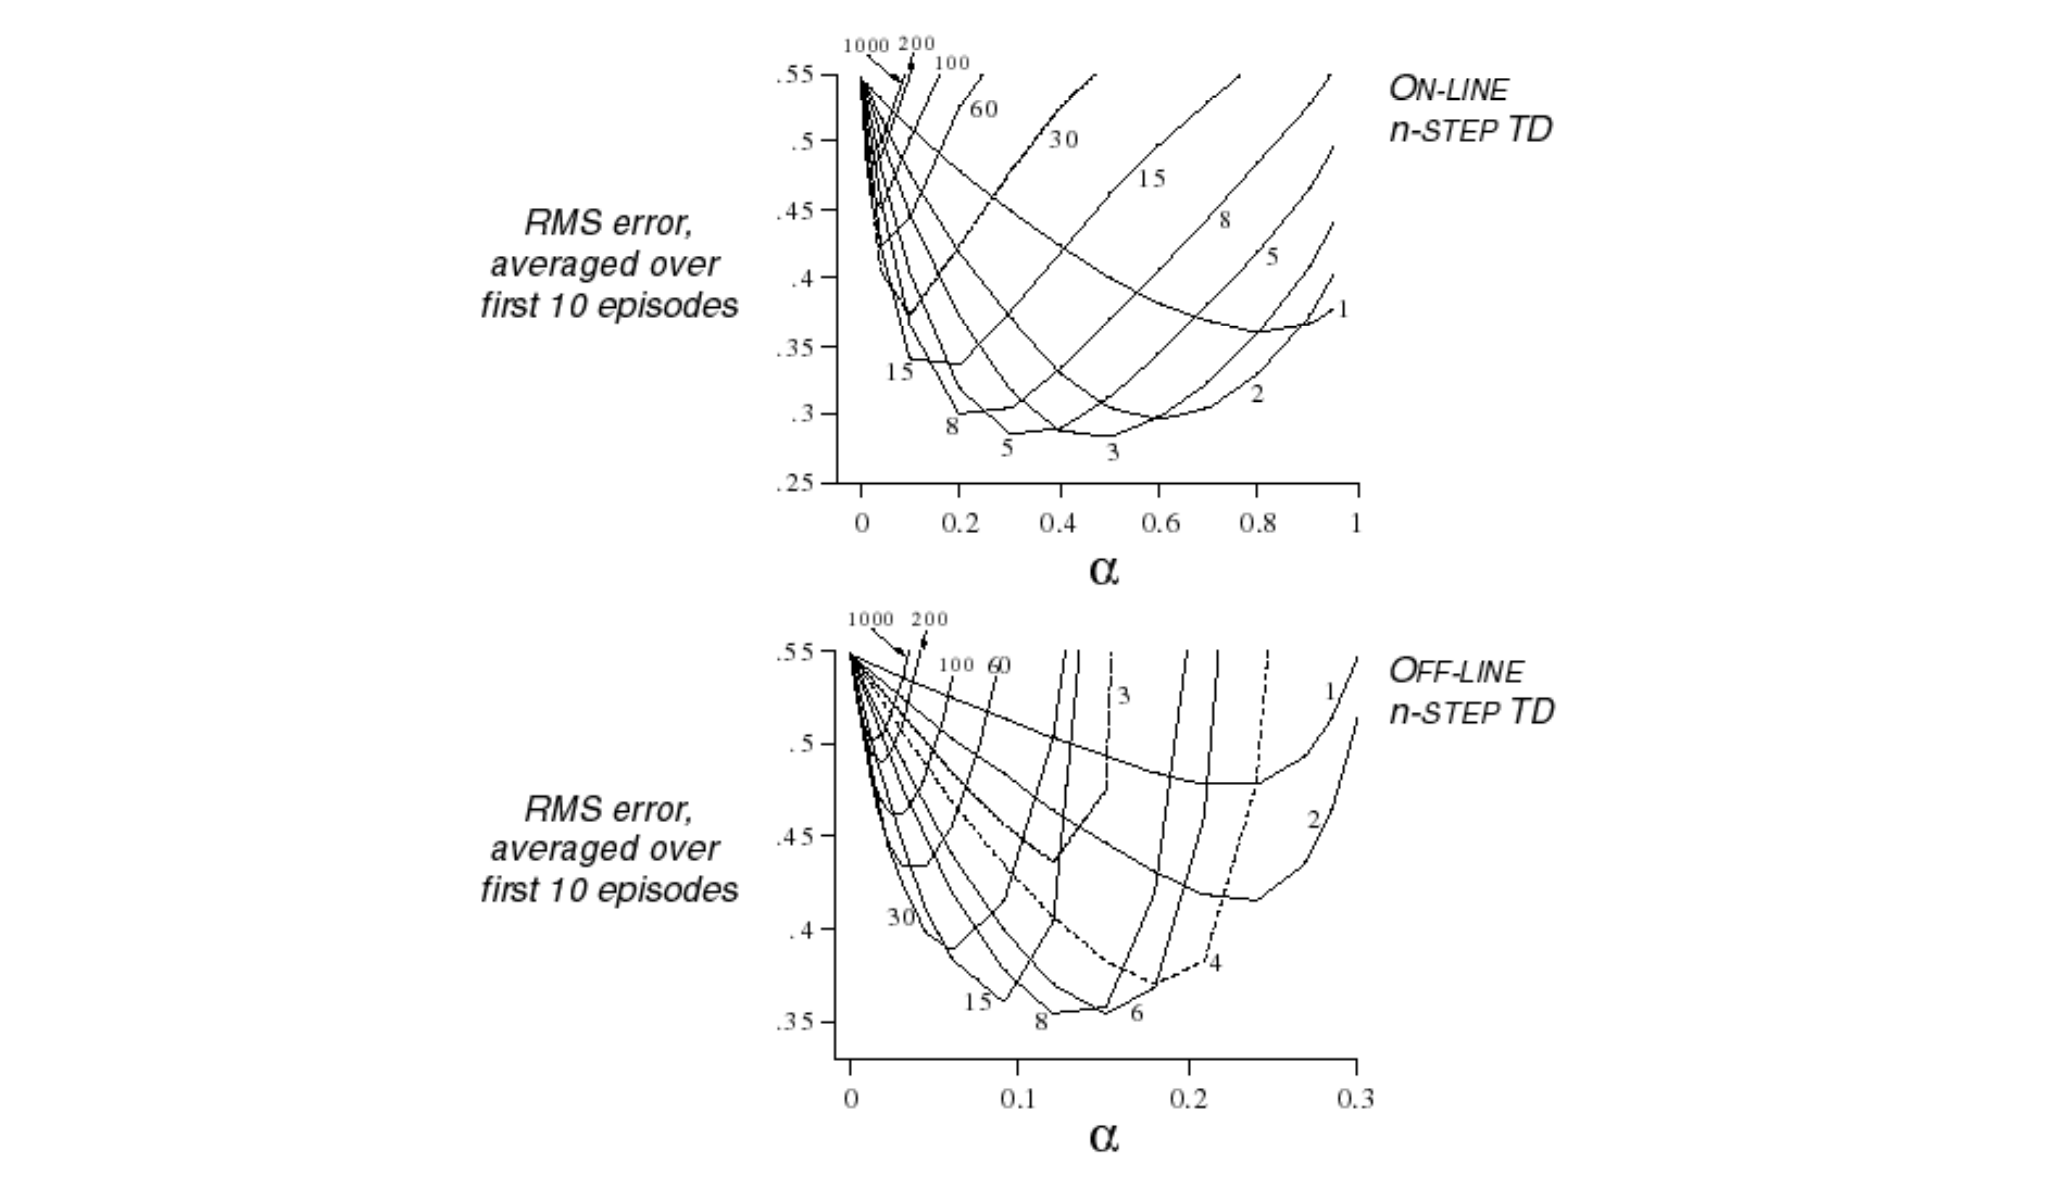 1000 200
100
.55
60
30
.5
15
.45
8
5
.4
1
.35
15
2
.3
8
5
3
.25
0 0.2 0.4 0.6 0.8 1
α
RMS error,
averaged over
first 10 episodes
ON-LINE
n-STEP TD
1000 200
100 60
.55
3
1
.5
2
.45
30
.4
4
15
8
6
.35
0 0.1 0.2 0.3
α
RMS error,
averaged over
first 10 episodes
OFF-LINE
n-STEP TD